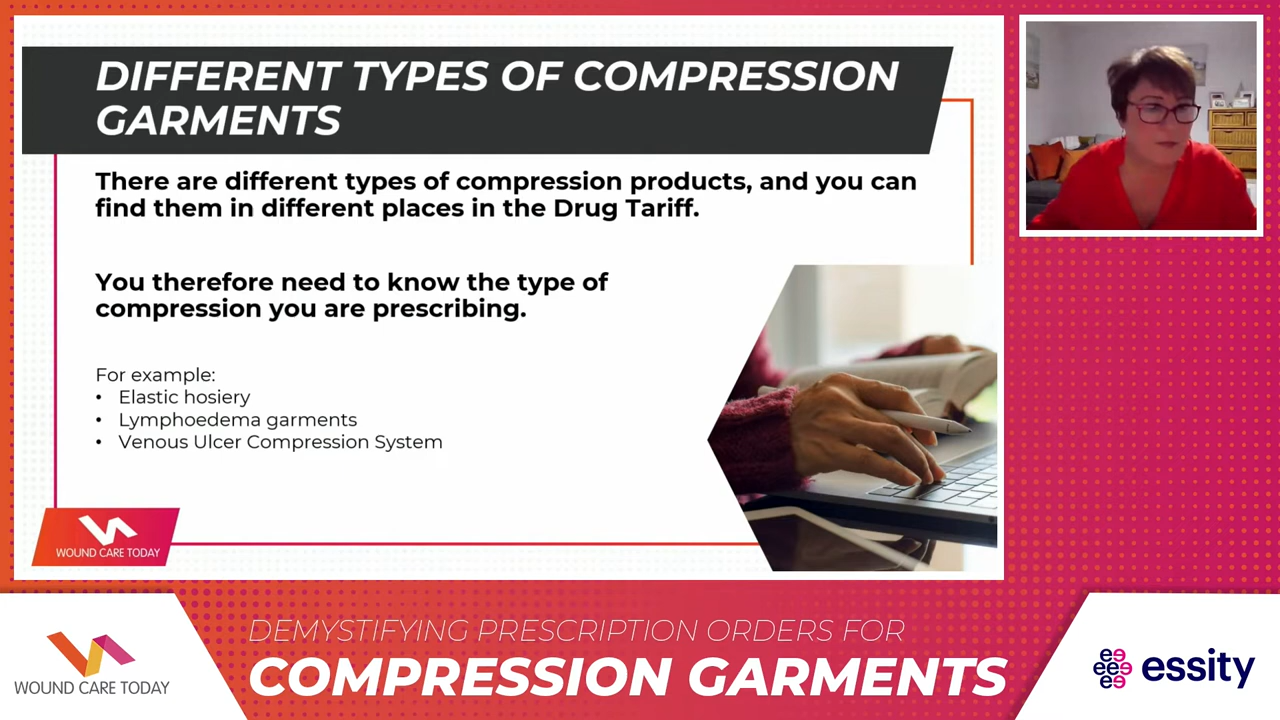 DIFFERENT TYPES OF COMPRESSION
GARMENTS
There are different types of compression products, and you can
find them in different places in the Drug Tariff.
You therefore need to know the type of
compression you are prescribing.
For example:
• Elastic hosiery
• Lymphoedema garments
• Venous Ulcer Compression System
WOUND CARE TODAY
DEMYSTIFYING PRESCRIPTION ORDERS FOR
COMPRESSION GARMENTS
WOUND CARE TODAY
essity